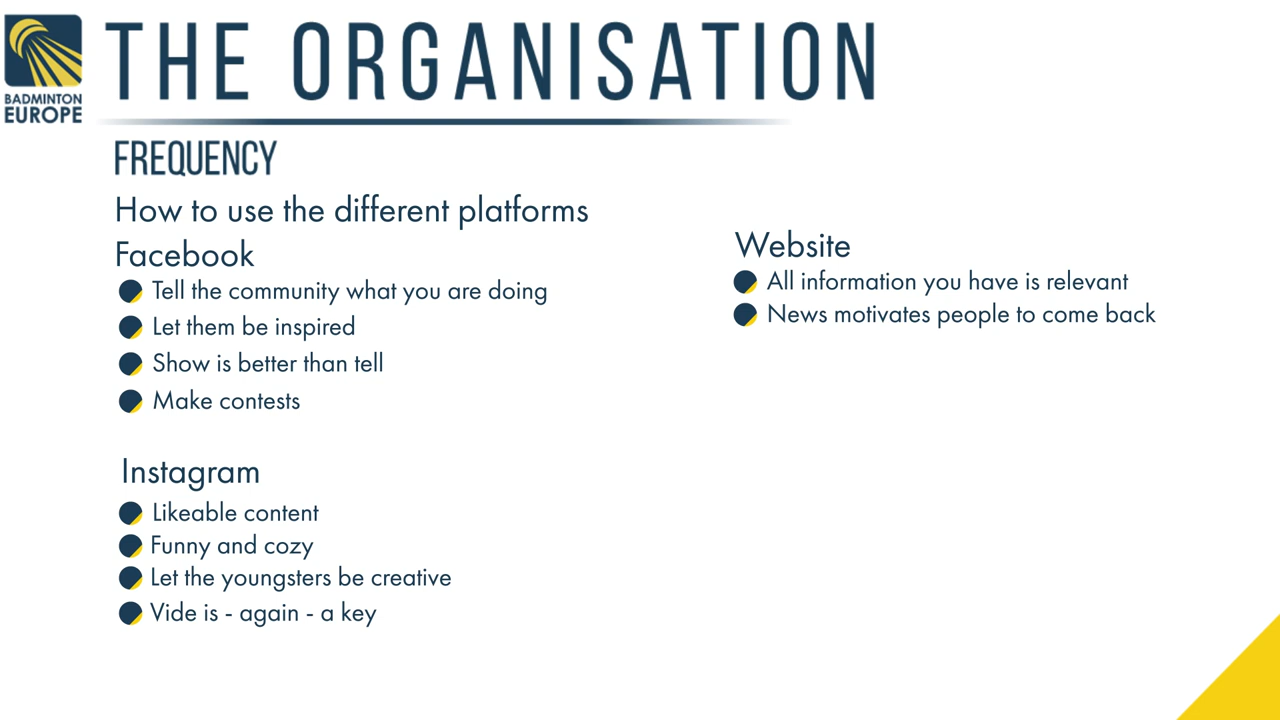 BADMINTON
EUROPE
THE ORGANISATION
FREQUENCY
How to use the different platforms
Facebook
Tell the community what you are doing
Let them be inspired
Show is better than tell
Make contests
Instagram
Likeable content
Funny and cozy
Let the youngsters be creative
Vide is - again - a key
Website
All information you have is relevant
News motivates people to come back